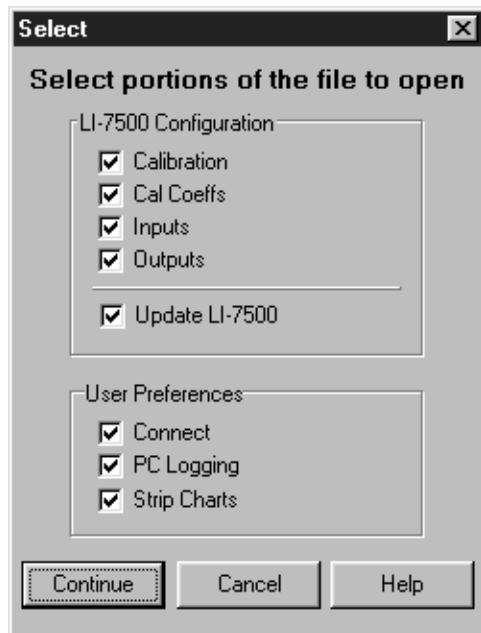 Select
Select portions of the file to open
LI-7500 Configuration
Calibration
Cal Coeffs
Inputs
Outputs
Update LI-7500
User Preferences
Connect
PC Logging
Strip Charts
Continue Cancel Help